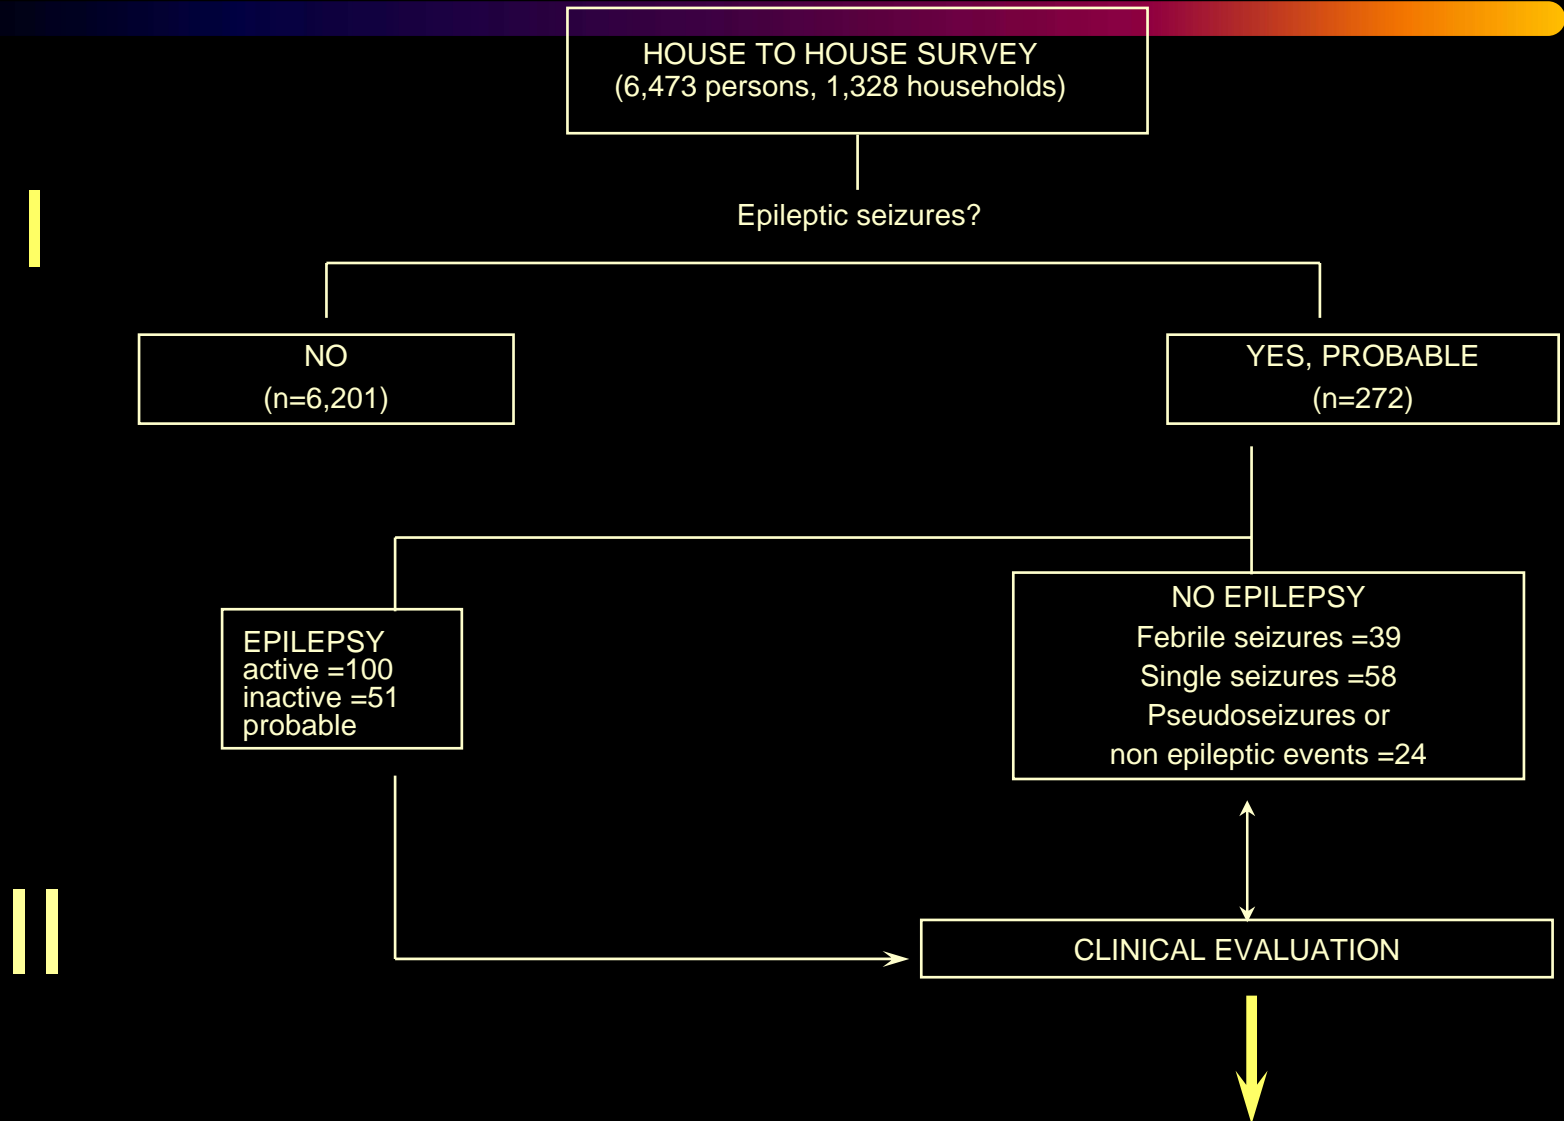 HOUSE TO HOUSE SURVEY
(6,473 persons, 1,328 households)
Epileptic seizures?
I
NO
(n=6,201)
YES, PROBABLE
(n=272)
EPILEPSY
active =100
inactive =51
probable
NO EPILEPSY
Febrile seizures =39
Single seizures =58
Pseudoseizures or
non epileptic events =24
II
CLINICAL EVALUATION